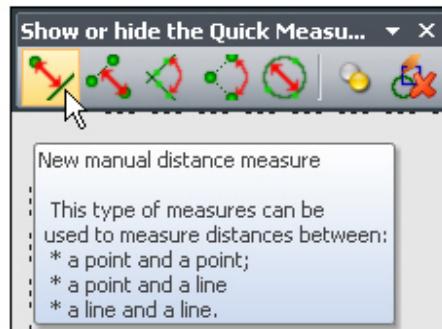 Show or hide the Quick Measu...
New manual distance measure
This type of measures can be
used to measure distances between:
* a point and a point;
* a point and a line
* a line and a line.